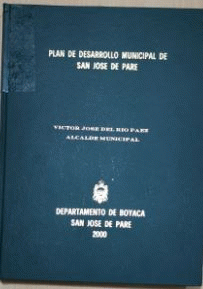 PLAN DE DESARROLLO MUNICIPAL DE
SAN JOSE DE PARE
VICTOR JOSE DEL RIO PAEZ
ALCALDE MUNICIPAL
DEPARTAMENTO DE BOYACA
SAN JOSE DE PARE
2000